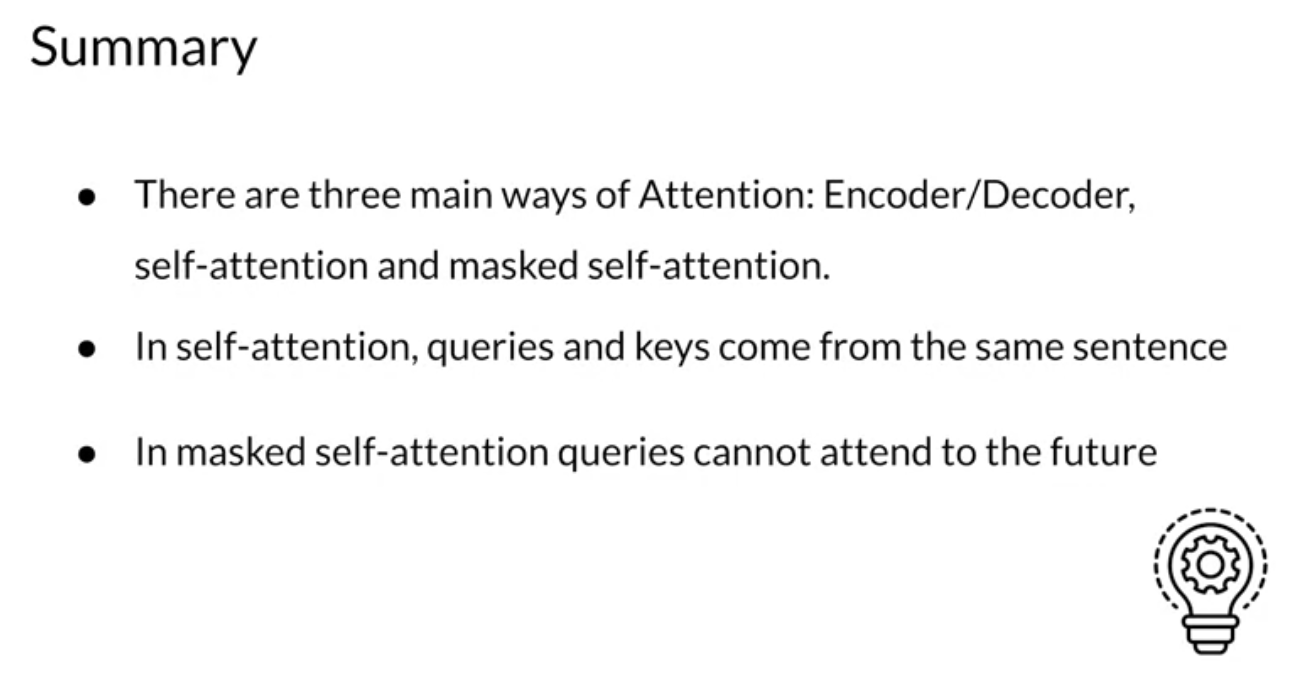 Summary
● There are three main ways of Attention: Encoder/Decoder,
self-attention and masked self-attention.
● In self-attention, queries and keys come from the same sentence
● In masked self-attention queries cannot attend to the future